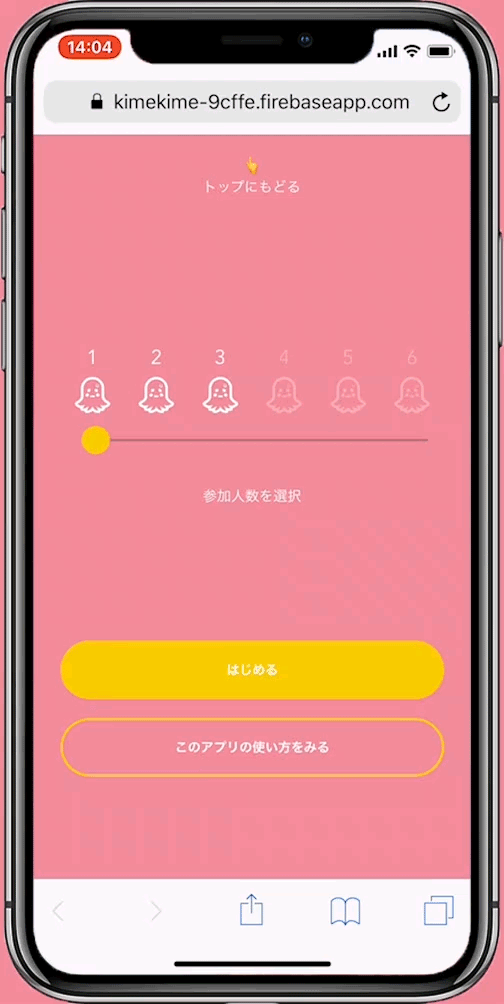 14:04
kimekime-9cffe.firebaseapp.com
トップにもどる
1 2 3 4 5 6
参加人数を選択
はじめる
このアプリの使い方をみる